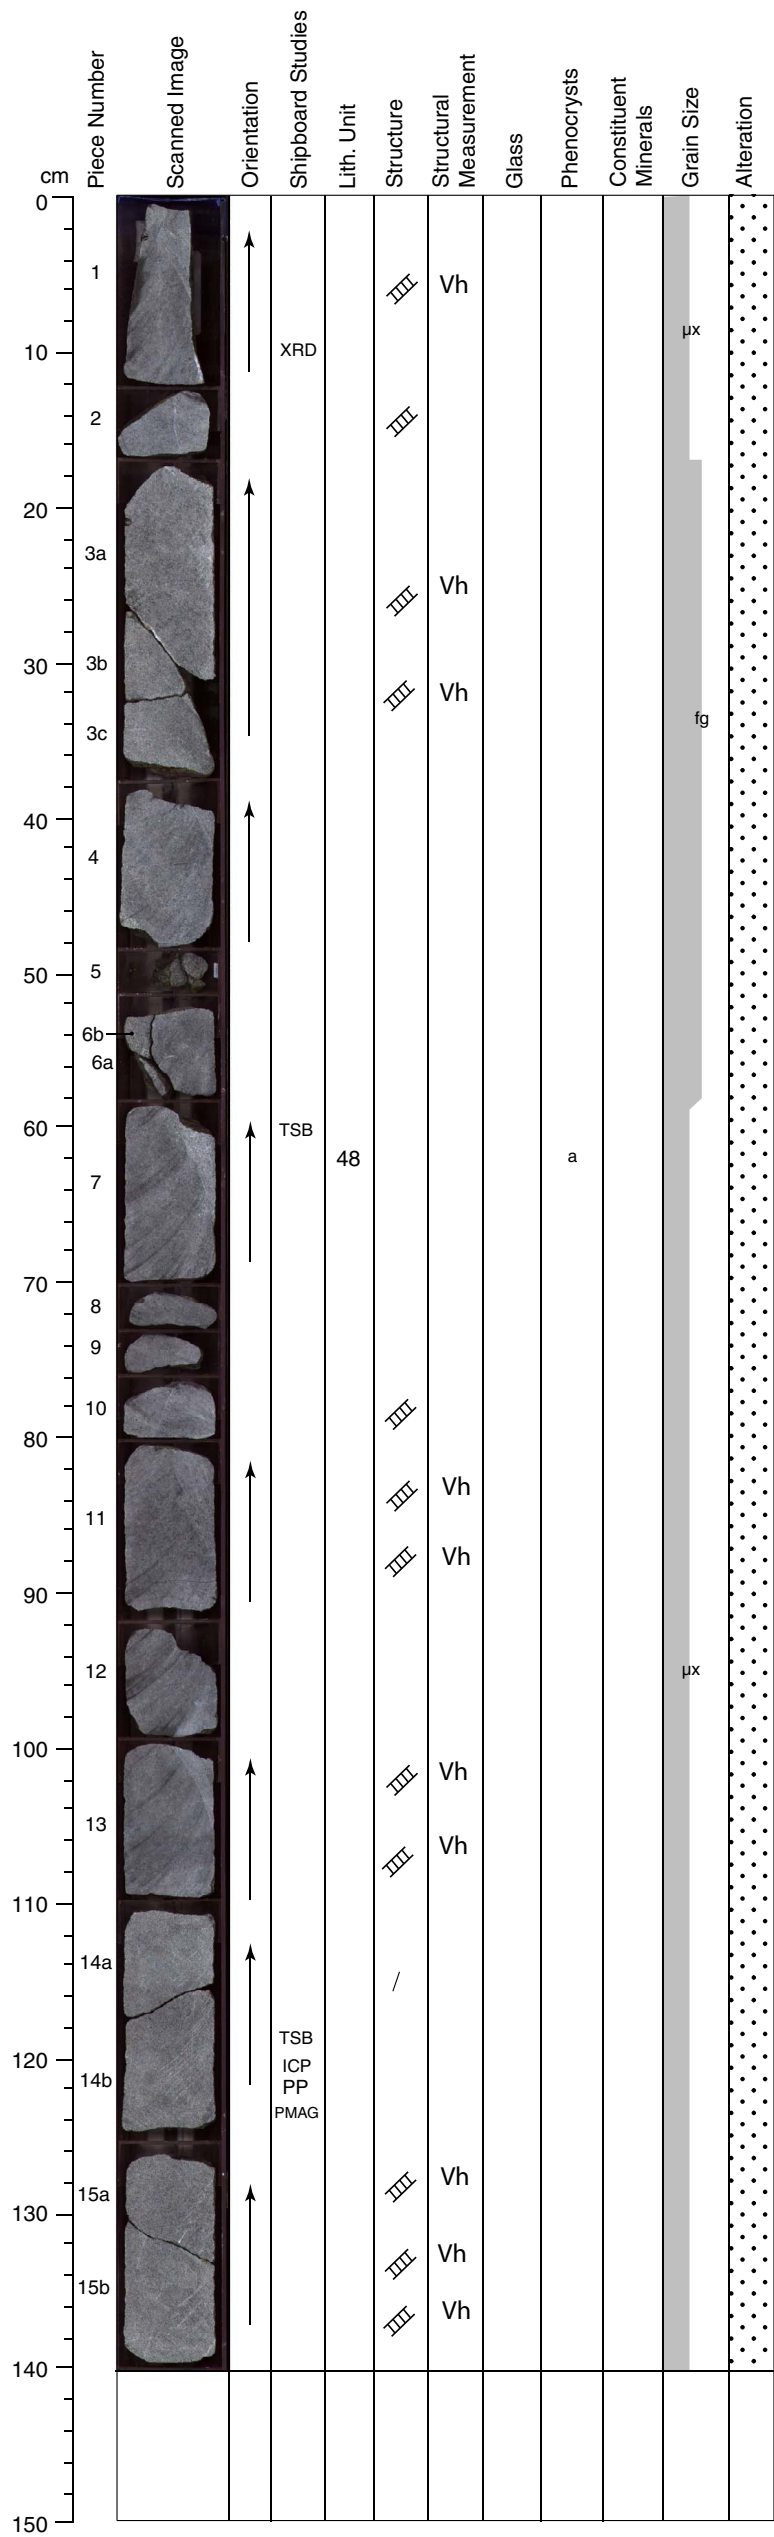 cm
Piece Number
Scanned Image
Orientation
Shipboard Studies
Lith. Unit
Structure
Structural
Measurement
Glass
Phenocrysts
Constituent
Minerals
Grain Size
Alteration
0
1
Vh
µx
10
XRD
2
20
3a
Vh
30
3b
Vh
3c
fg
40
4
50
5
6b
6a
60
TSB
48
a
7
70
8
9
10
80
11
Vh
Vh
90
12
µx
100
Vh
13
Vh
110
14a
TSB
120
ICP
14b
PP
PMAG
Vh
15a
130
Vh
15b
Vh
140
150